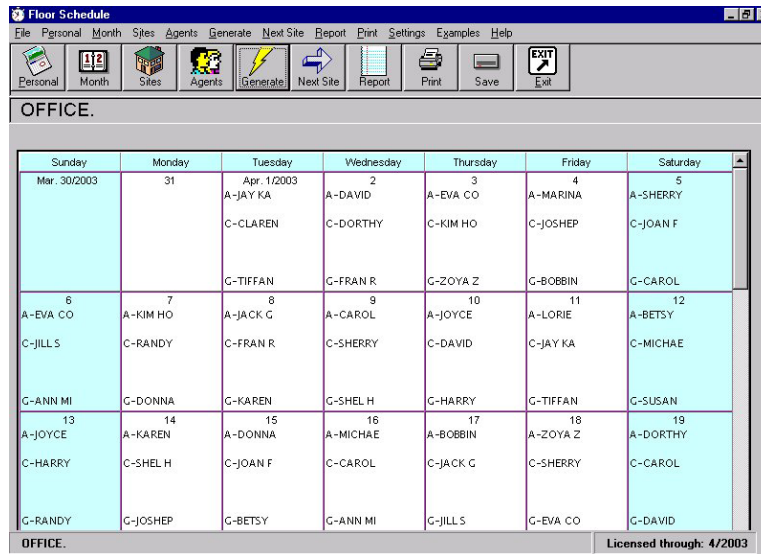 Floor Schedule
File Personal Month Sites Agents Generate Next Site Report Print Settings Examples Help
Personal Month Sites Agents Generate Next Site Report Print Save EXIT Exit
OFFICE.
Sunday Monday Tuesday Wednesday Thursday Friday Saturday
Mar. 30/2003 31 Apr. 1/2003 2 3 4 5
A-JAY KA A-DAVID A-EVA CO A-MARINA A-SHERRY
C-CLAREN C-DORTHY C-KIM HO C-JOSHEP C-JOAN F
G-TIFFAN G-FRAN R G-ZOYA Z G-BOBBIN G-CAROL
6 7 8 9 10 11 12
A-EVA CO A-KIM HO A-JACK G A-CAROL A-JOYCE A-LORIE A-BETSY
C-JILL S C-RANDY C-FRAN R C-SHERRY C-DAVID C-JAY KA C-MICHAE
G-ANN MI G-DONNA G-KAREN G-SHEL H G-HARRY G-TIFFAN G-SUSAN
13 14 15 16 17 18 19
A-JOYCE A-KAREN A-DONNA A-MICHAE A-BOBBIN A-ZOYA Z A-DORTHY
C-HARRY C-SHEL H C-JOAN F C-CAROL C-JACK G C-SHERRY C-CAROL
G-RANDY G-JOSHEP G-BETSY G-ANN MI G-JILL S G-EVA CO G-DAVID
OFFICE. Licensed through: 4/2003